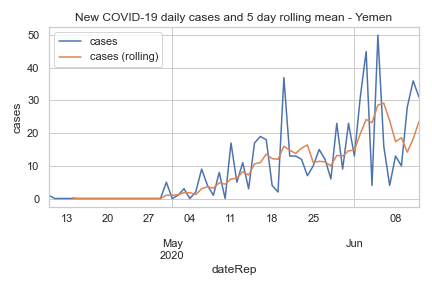 New COVID-19 daily cases and 5 day rolling mean - Yemen
cases
cases (rolling)
50
40
30
20
10
0
cases
13 20 27 04 11 18 25 08
May Jun
2020
dateRep